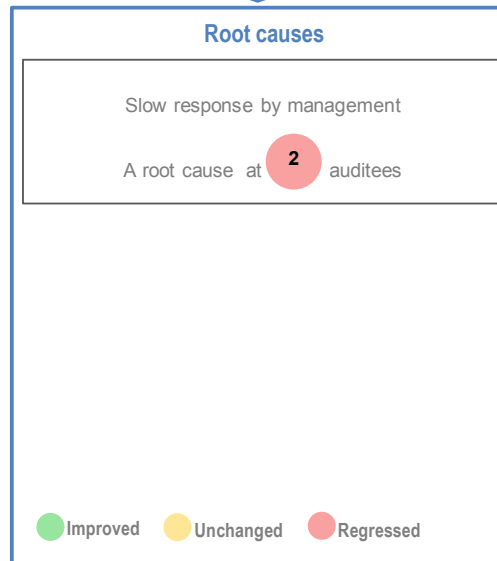 Root causes
Slow response by management
A root cause at 2 auditees
Improved Unchanged Regressed